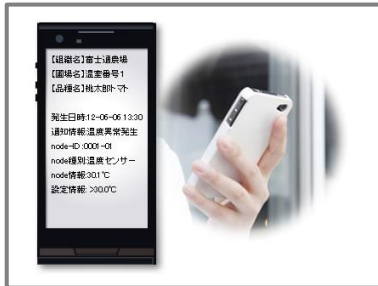 【組織名】富士通農場
【圃場名】温室番号1
【品種名】桃太郎トマト
発生日時:12-06-06 13:30
通知情報:温度異常発生
node-ID :0001-01
node種別:温度センサー
node情報:30.1℃
設定情報: >30.0℃